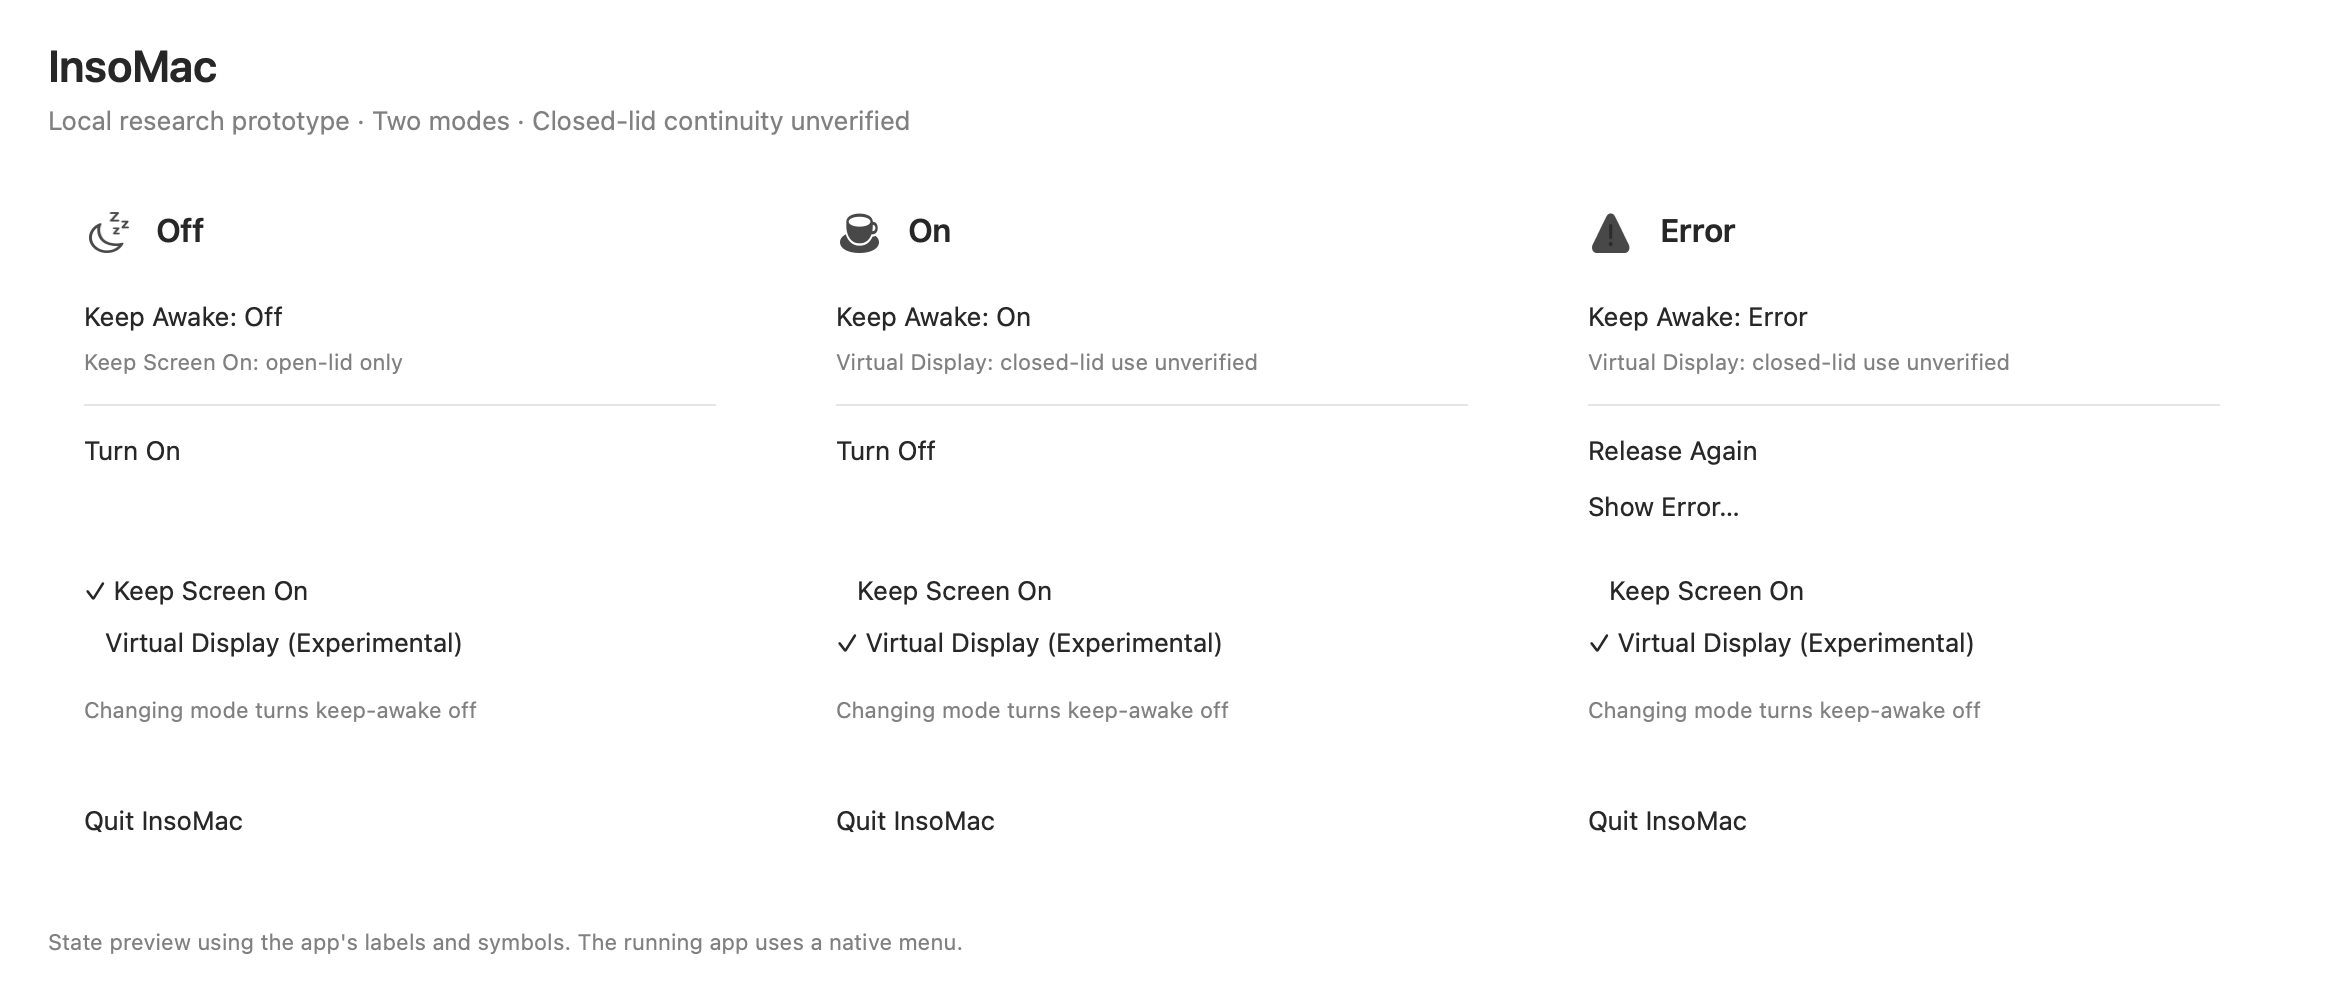 InsoMac
Local research prototype · Two modes · Closed-lid continuity unverified
Off
Keep Awake: Off
Keep Screen On: open-lid only
Turn On
✓ Keep Screen On
Virtual Display (Experimental)
Changing mode turns keep-awake off
Quit InsoMac
On
Keep Awake: On
Virtual Display: closed-lid use unverified
Turn Off
Keep Screen On
✓ Virtual Display (Experimental)
Changing mode turns keep-awake off
Quit InsoMac
Error
Keep Awake: Error
Virtual Display: closed-lid use unverified
Release Again
Show Error...
Keep Screen On
✓ Virtual Display (Experimental)
Changing mode turns keep-awake off
Quit InsoMac
State preview using the app's labels and symbols. The running app uses a native menu.